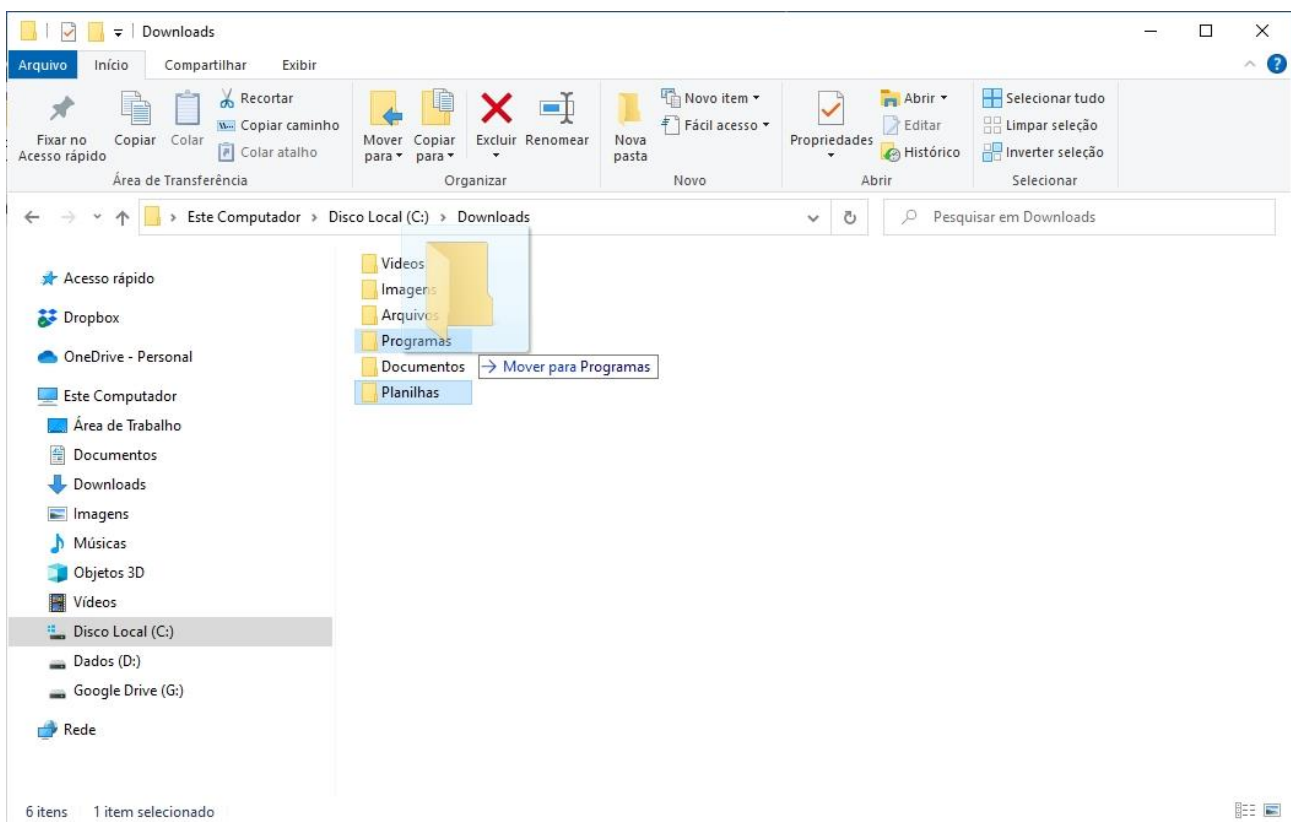 Downloads
Arquivo Início Compartilhar Exibir
Fixar no Acesso rápido
Copiar
Colar
Recortar
Copiar caminho
Colar atalho
Área de Transferência
Mover para
Copiar para
Excluir
Renomear
Organizar
Nova pasta
Novo item
Fácil acesso
Novo
Propriedades
Abrir
Editar
Histórico
Abrir
Selecionar tudo
Limpar seleção
Inverter seleção
Selecionar
Este Computador > Disco Local (C:) > Downloads
Pesquisar em Downloads
Acesso rápido
Dropbox
OneDrive - Personal
Este Computador
Área de Trabalho
Documentos
Downloads
Imagens
Músicas
Objetos 3D
Vídeos
Disco Local (C:)
Dados (D:)
Google Drive (G:)
Rede
Videos
Imagens
Arquivos
Programas
Documentos
→ Mover para Programas
Planilhas
6 itens 1 item selecionado